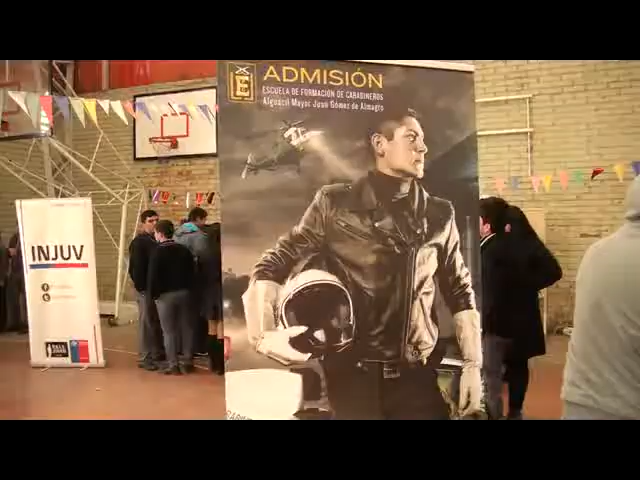 ADMISIÓN
ESCUELA DE FORMACIÓN DE CARABINEROS
Alguacil Mayor Juan Gómez de Almagro
INJUV